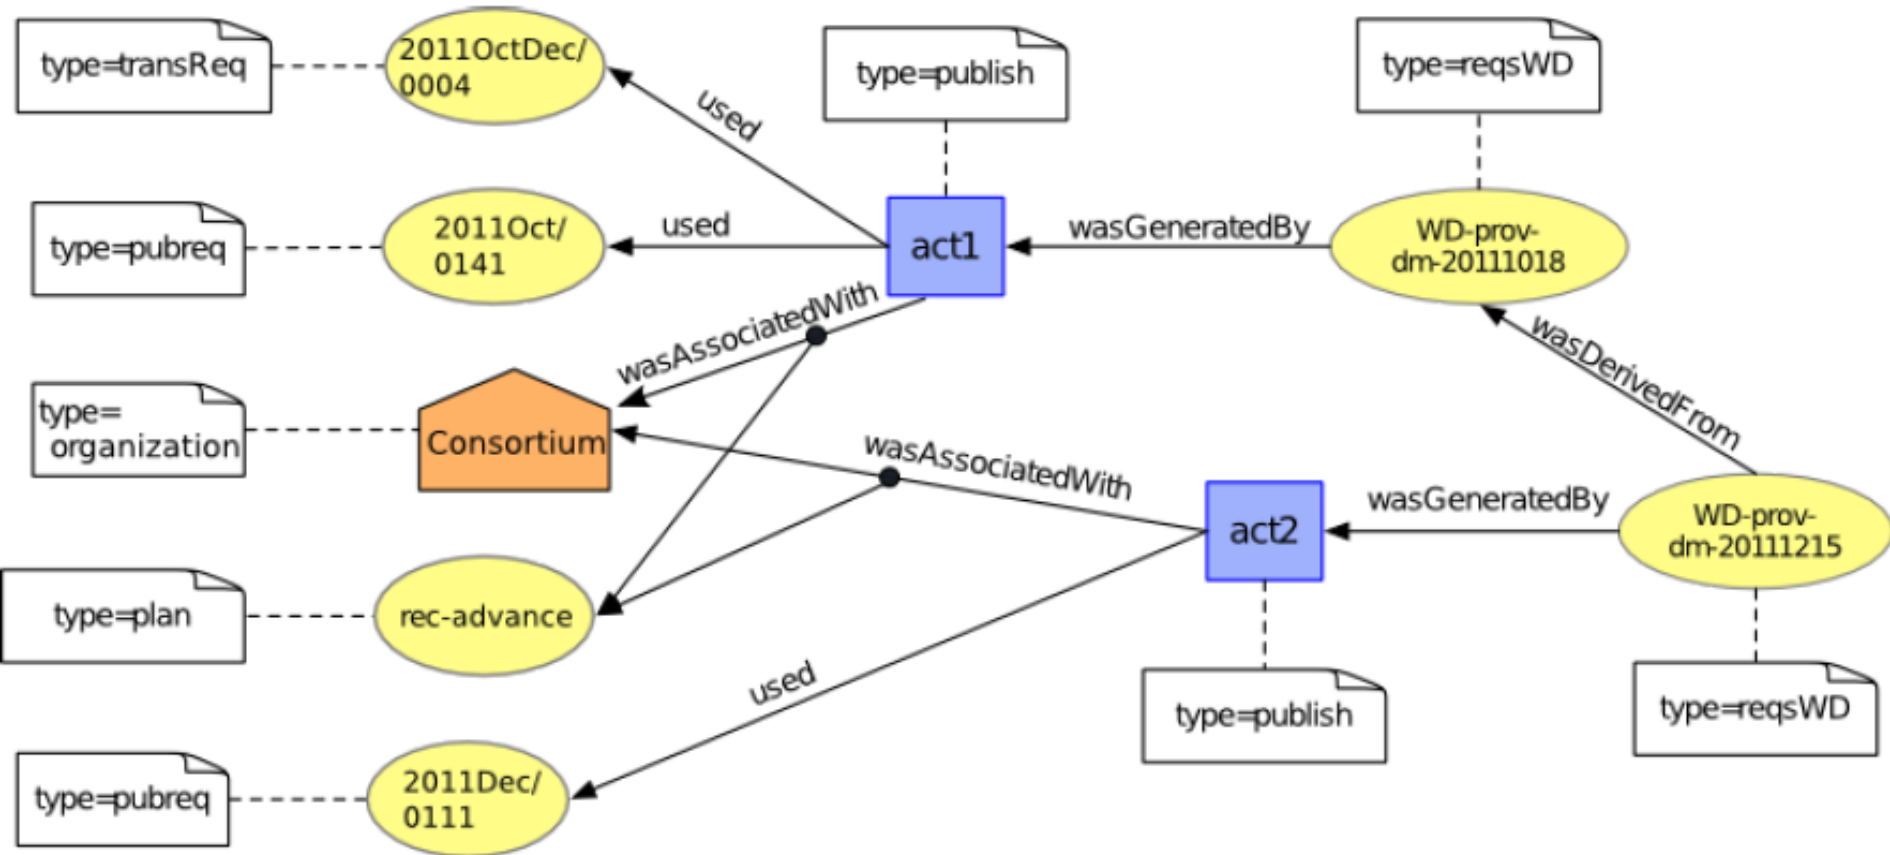 type=transReq
2011OctDec/
0004
used
type=publish
type=reqsWD
type=pubreq
2011Oct/
0141
used
act1
wasGeneratedBy
WD-prov-
dm-20111018
wasAssociatedWith
wasDerivedFrom
type=
organization
Consortium
wasAssociatedWith
act2
wasGeneratedBy
WD-prov-
dm-20111215
type=plan
rec-advance
used
type=publish
type=reqsWD
type=pubreq
2011Dec/
0111